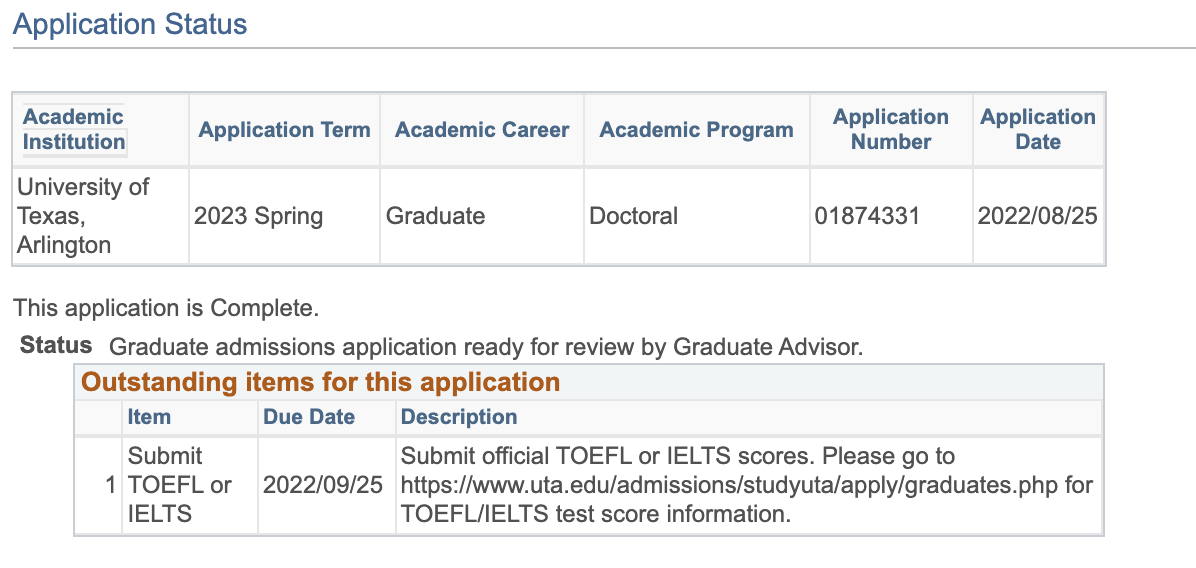 Application Status
Academic Institution
Application Term
Academic Career
Academic Program
Application Number
Application Date
University of Texas, Arlington
2023 Spring
Graduate
Doctoral
01874331
2022/08/25
This application is Complete.
Status Graduate admissions application ready for review by Graduate Advisor.
Outstanding items for this application
Item
Due Date
Description
1
Submit TOEFL or IELTS
2022/09/25
Submit official TOEFL or IELTS scores. Please go to
https://www.uta.edu/admissions/studyuta/apply/graduates.php for
TOEFL/IELTS test score information.